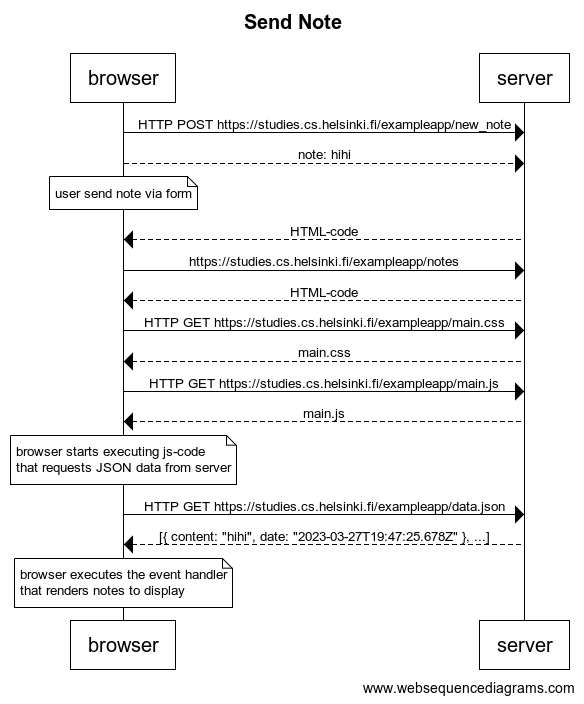 Send Note
browser
server
HTTP POST https://studies.cs.helsinki.fi/exampleapp/new_note
note: hihi
user send note via form
HTML-code
https://studies.cs.helsinki.fi/exampleapp/notes
HTML-code
HTTP GET https://studies.cs.helsinki.fi/exampleapp/main.css
main.css
HTTP GET https://studies.cs.helsinki.fi/exampleapp/main.js
main.js
browser starts executing js-code
that requests JSON data from server
HTTP GET https://studies.cs.helsinki.fi/exampleapp/data.json
[{ content: "hihi", date: "2023-03-27T19:47:25.678Z" }, ...]
browser executes the event handler
that renders notes to display
browser
server
www.websequencediagrams.com